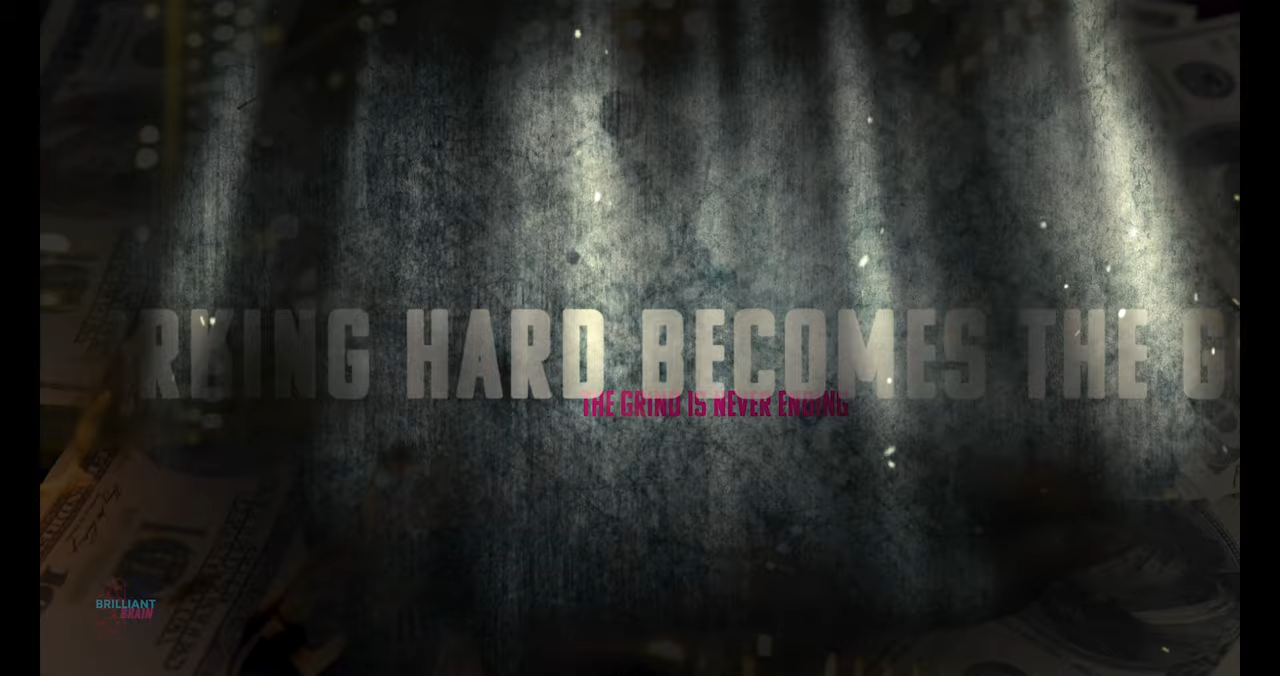 RKING HARD BECOMES THE G
THE GRIND IS NEVER ENDING
BRILLIANT
BRAIN